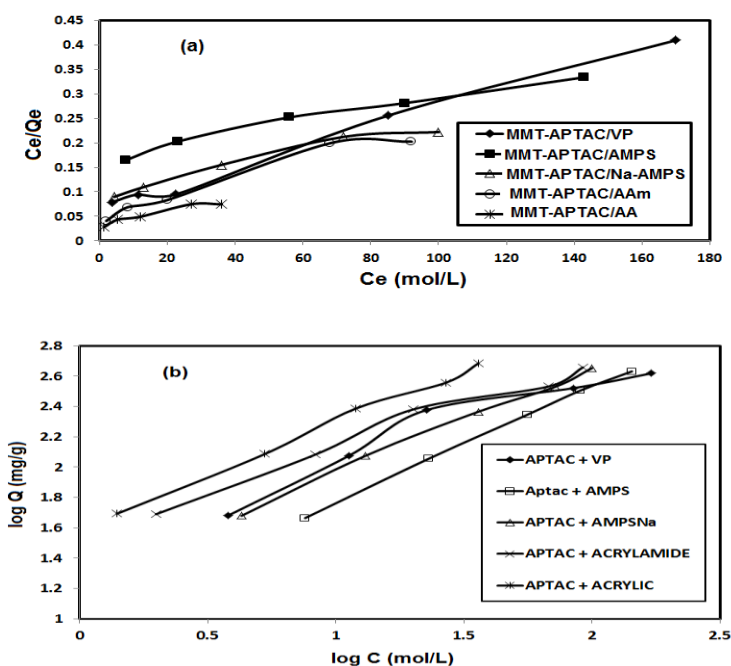 0.45
(a)
0.4
0.35
0.3
0.25
0.2
0.15
0.1
0.05
0
Ce/Qe
MMT-APTAC/VP
MMT-APTAC/AMPS
MMT-APTAC/Na-AMPS
MMT-APTAC/AAm
MMT-APTAC/AA
0 20 40 60 80 100 120 140 160 180
Ce (mol/L)
2.8
(b)
2.6
2.4
2.2
2
1.8
1.6
1.4
1.2
1
log Q (mg/g)
APTAC + VP
Aptac + AMPS
APTAC + AMPSNa
APTAC + ACRYLAMIDE
APTAC + ACRYLIC
0 0.5 1 1.5 2 2.5
log C (mol/L)